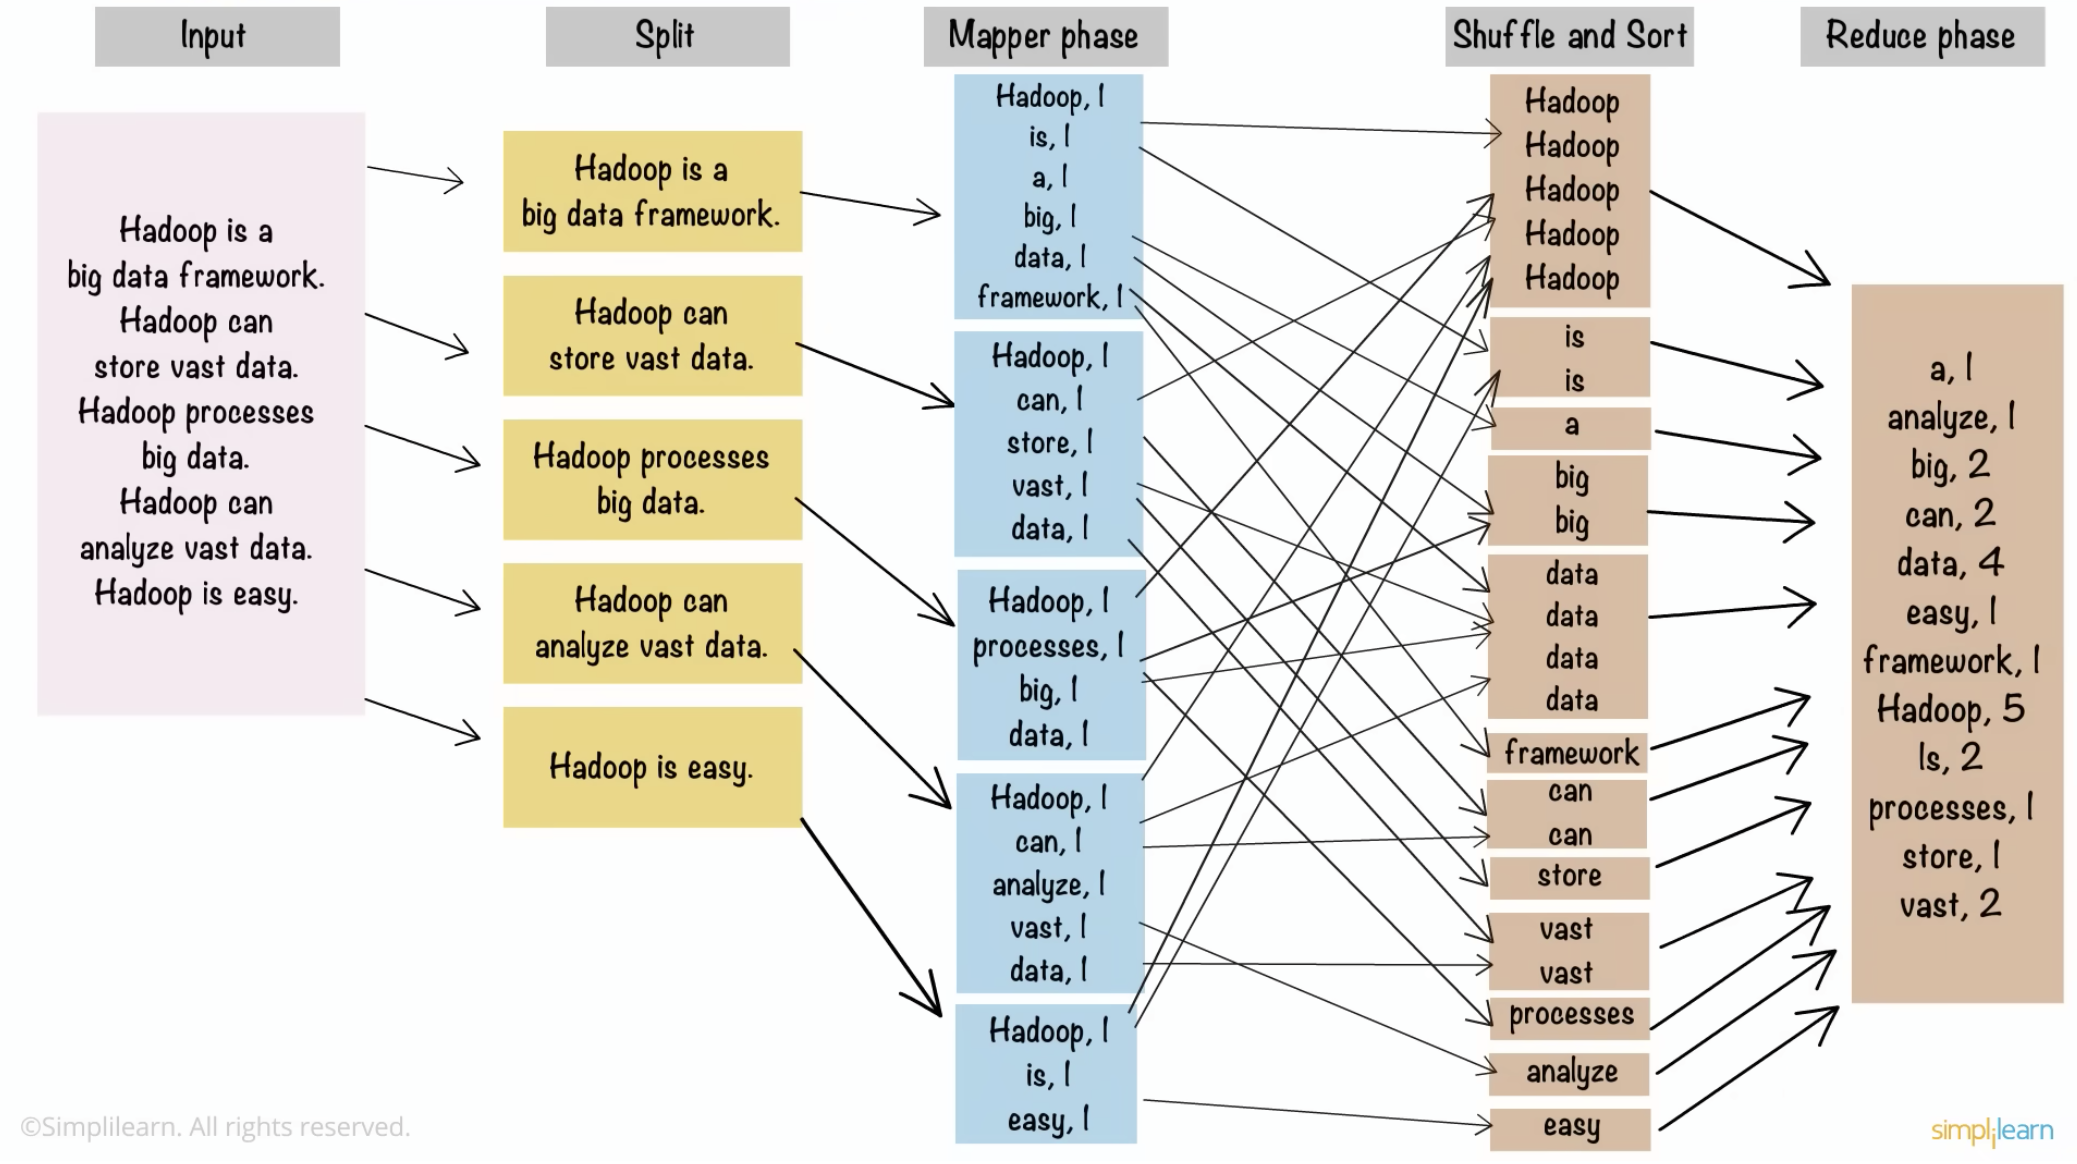 Input
Split
Mapper phase
Shuffle and Sort
Reduce phase
Hadoop is a
big data framework.
Hadoop can
store vast data.
Hadoop processes
big data.
Hadoop can
analyze vast data.
Hadoop is easy.
Hadoop is a
big data framework.
Hadoop can
store vast data.
Hadoop processes
big data.
Hadoop can
analyze vast data.
Hadoop is easy.
Hadoop, 1
is, 1
a, 1
big, 1
data, 1
framework, 1
Hadoop, 1
can, 1
store, 1
vast, 1
data, 1
Hadoop, 1
processes, 1
big, 1
data, 1
Hadoop, 1
can, 1
analyze, 1
vast, 1
data, 1
Hadoop, 1
is, 1
easy, 1
Hadoop
Hadoop
Hadoop
Hadoop
Hadoop
is
is
a
big
big
data
data
data
data
framework
can
can
store
vast
vast
processes
analyze
easy
a, 1
analyze, 1
big, 2
can, 2
data, 4
easy, 1
framework, 1
Hadoop, 5
Is, 2
processes, 1
store, 1
vast, 2
©Simplilearn. All rights reserved.
simplilearn